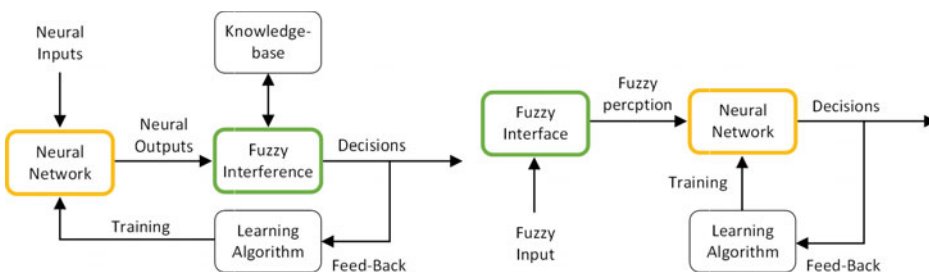 Neural
Inputs
Knowledge-
base
Neural
Network
Neural
Outputs
Fuzzy
Interference
Decisions
Training
Learning
Algorithm
Feed-Back
Fuzzy
Interface
Fuzzy
percption
Neural
Network
Decisions
Training
Fuzzy
Input
Learning
Algorithm
Feed-Back